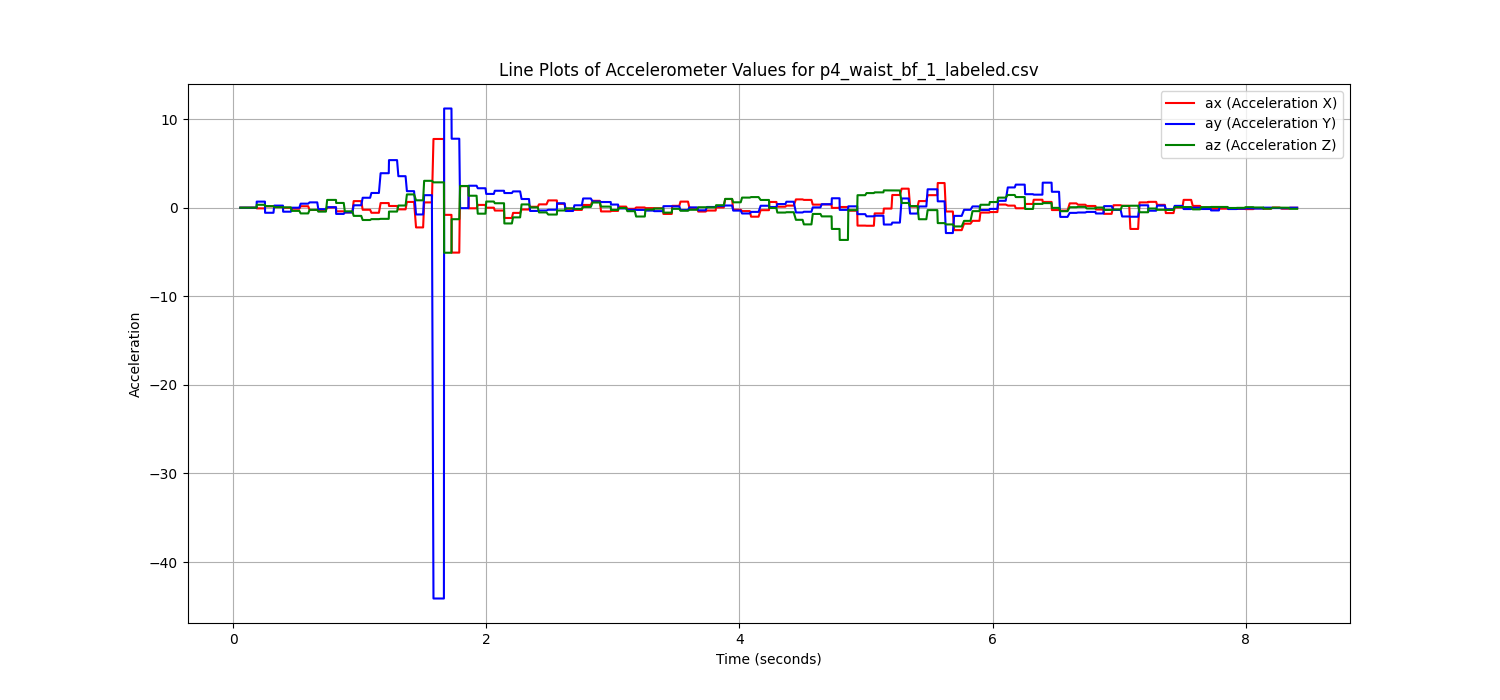 Line Plots of Accelerometer Values for p4_waist_bf_1_labeled.csv
ax (Acceleration X)
ay (Acceleration Y)
az (Acceleration Z)
10
0
−10
−20
−30
−40
Acceleration
0 2 4 6 8
Time (seconds)